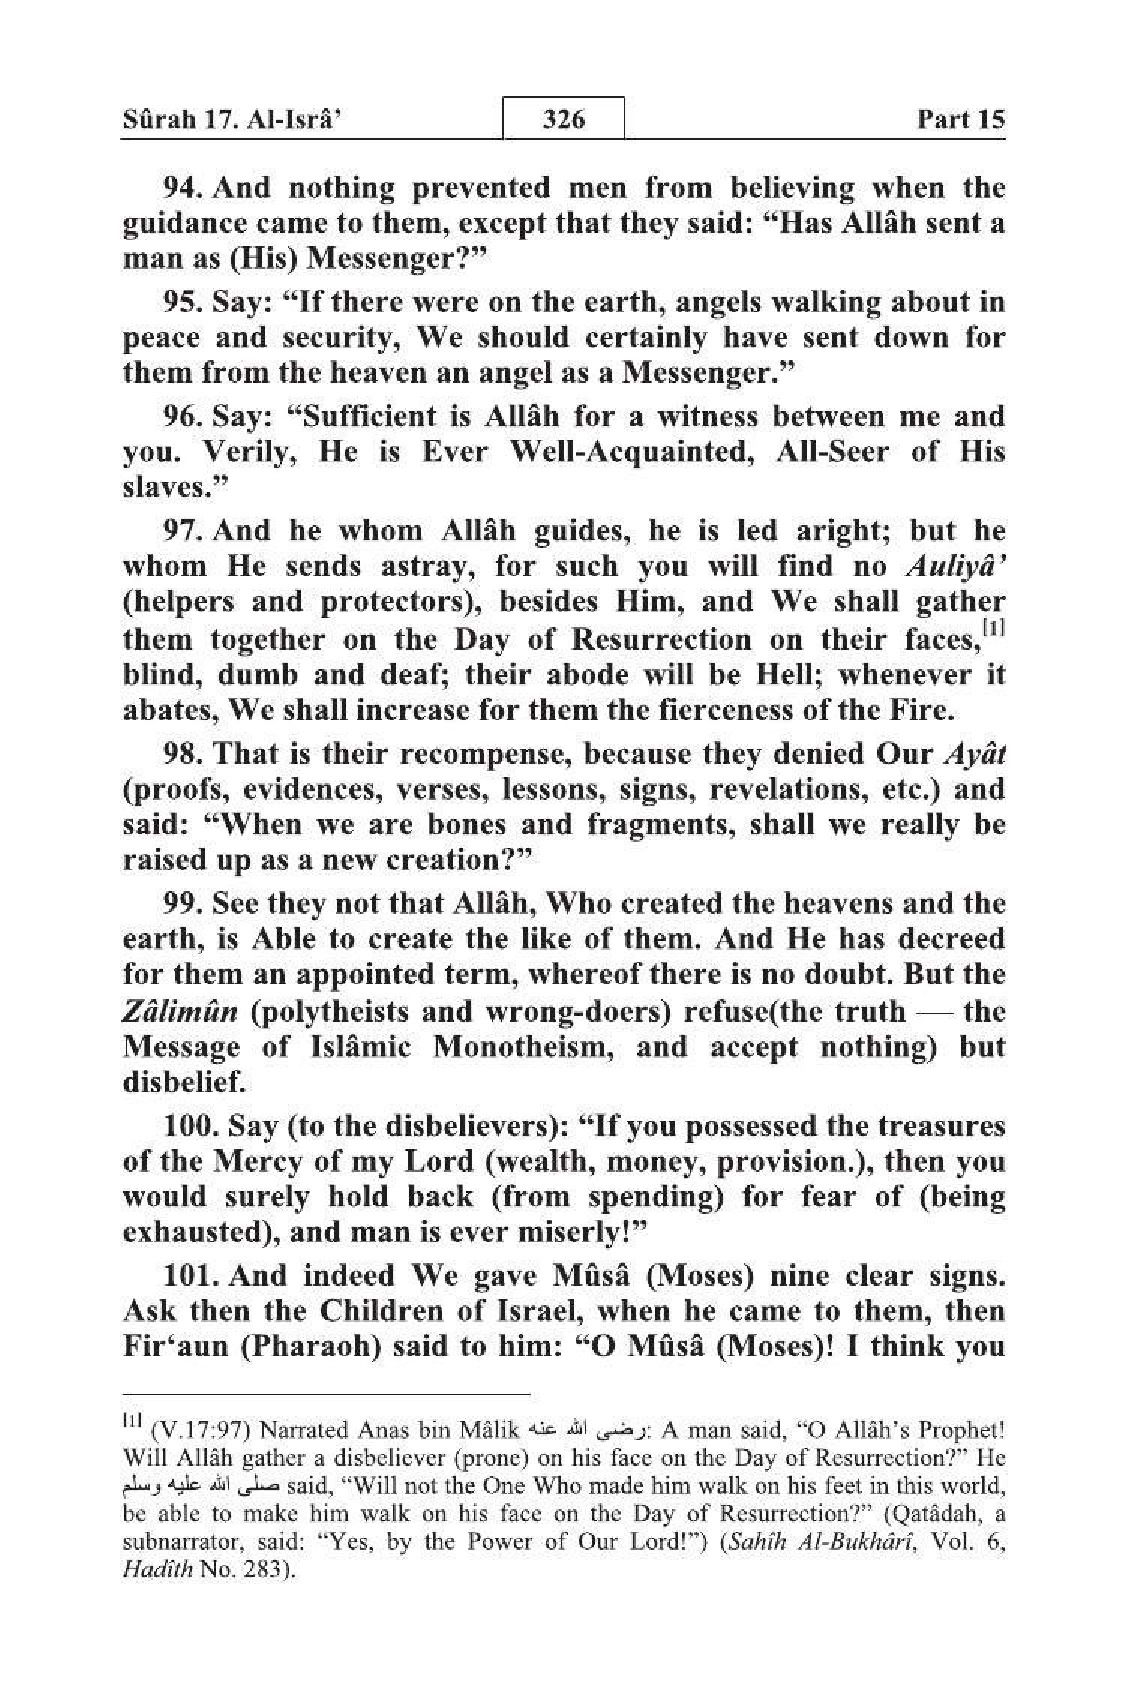 Sûrah 17. Al-Isrâ’ 326 Part 15
94. And nothing prevented men from believing when the
guidance came to them, except that they said: “Has Allâh sent a
man as (His) Messenger?”
95. Say: “If there were on the earth, angels walking about in
peace and security, We should certainly have sent down for
them from the heaven an angel as a Messenger.”
96. Say: “Sufficient is Allâh for a witness between me and
you. Verily, He is Ever Well-Acquainted, All-Seer of His
slaves.”
97. And he whom Allâh guides, he is led aright; but he
whom He sends astray, for such you will find no Auliyâ’
(helpers and protectors), besides Him, and We shall gather
them together on the Day of Resurrection on their faces,[1]
blind, dumb and deaf; their abode will be Hell; whenever it
abates, We shall increase for them the fierceness of the Fire.
98. That is their recompense, because they denied Our Ayât
(proofs, evidences, verses, lessons, signs, revelations, etc.) and
said: “When we are bones and fragments, shall we really be
raised up as a new creation?”
99. See they not that Allâh, Who created the heavens and the
earth, is Able to create the like of them. And He has decreed
for them an appointed term, whereof there is no doubt. But the
Zâlimûn (polytheists and wrong-doers) refuse(the truth — the
Message of Islâmic Monotheism, and accept nothing) but
disbelief.
100. Say (to the disbelievers): “If you possessed the treasures
of the Mercy of my Lord (wealth, money, provision.), then you
would surely hold back (from spending) for fear of (being
exhausted), and man is ever miserly!”
101. And indeed We gave Mûsâ (Moses) nine clear signs.
Ask then the Children of Israel, when he came to them, then
Fir‘aun (Pharaoh) said to him: “O Mûsâ (Moses)! I think you
[1] (V.17:97) Narrated Anas bin Mâlik رضى الله عنه: A man said, “O Allâh’s Prophet!
Will Allâh gather a disbeliever (prone) on his face on the Day of Resurrection?” He
صلى الله عليه وسلم said, “Will not the One Who made him walk on his feet in this world,
be able to make him walk on his face on the Day of Resurrection?” (Qatâdah, a
subnarrator, said: “Yes, by the Power of Our Lord!”) (Sahîh Al-Bukhârî, Vol. 6,
Hadîth No. 283).